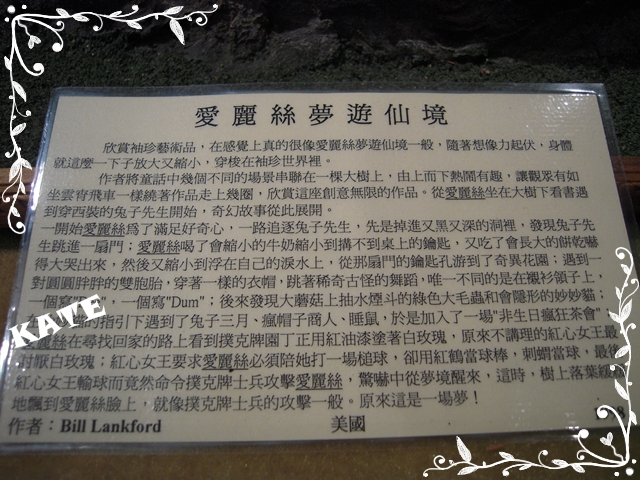 愛麗絲夢遊仙境
欣賞袖珍藝術品，在感覺上真的很像愛麗絲夢遊仙境一般，隨著想像力起伏，身體
就這麼一下子放大又縮小，穿梭在袖珍世界裡。
作者將童話中幾個不同的場景串聯在一棵大樹上，由上而下熱鬧有趣，讓觀眾有如
坐雲宵飛車一樣繞著作品走上幾圈，欣賞這座創意無限的作品。從愛麗絲坐在大樹下看書遇
到穿西裝的兔子先生開始，奇幻故事從此展開。
一開始愛麗絲爲了滿足好奇心，一路追逐兔子先生，先是掉進又黑又深的洞裡，發現兔子
生跳進一扇門；愛麗絲喝了會縮小的牛奶縮小到搆不到桌上的鑰匙，又吃了會長大的餅乾嚇
得大哭出來，然後又縮小到浮在自己的淚水上，從那扇門的鑰匙孔游到了奇異花園；遇到一
對圓圓胖胖的雙胞胎，穿著一樣的衣帽，跳著稀奇古怪的舞蹈，唯一不同的是在襯衫領子上，
一個寫 一個寫"Dum"；後來發現大蘑菇上抽水煙斗的綠色大毛蟲和會隱形的妙妙貓；
的指引下遇到了兔子三月、瘋帽子商人、睡鼠，於是加入了一場"非生日瘋狂茶會"
麗絲在尋找回家的路上看到撲克牌園丁正用紅油漆塗著白玫瑰，原來不講理的紅心女王最
討厭白玫瑰；紅心女王要求愛麗絲必須陪她打一場槌球，卻用紅鶴當球棒，刺蝟當球，最後
紅心女王輸球而竟然命令撲克牌士兵攻擊愛麗絲，驚嚇中從夢境醒來，這時，樹上落葉紛
地飄到愛麗絲臉上，就像撲克牌士兵的攻擊一般。原來這是一場夢！
作者：Bill Lankford 美國
KATE